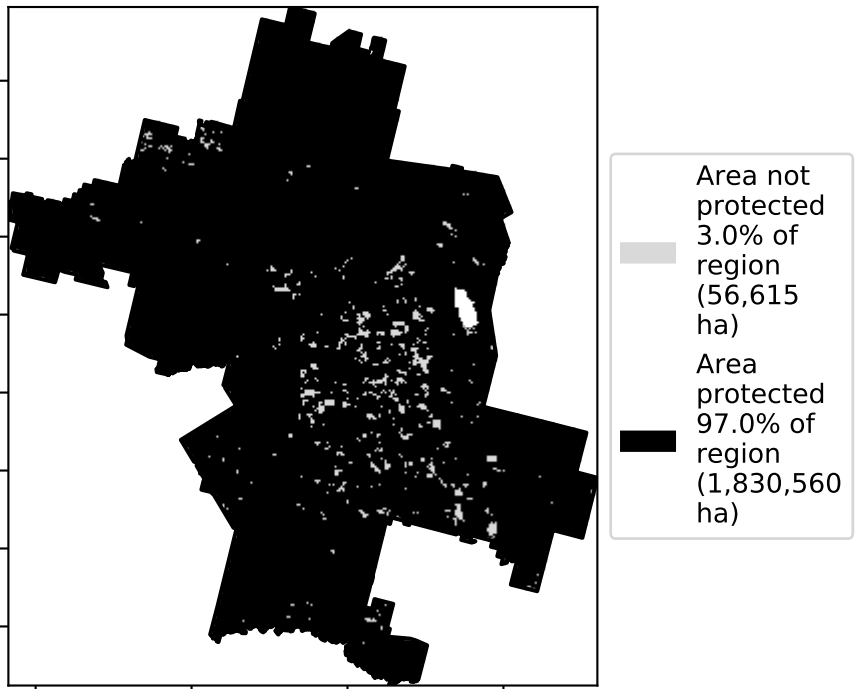 Area not
protected
3.0% of
region
(56,615
ha)
Area
protected
97.0% of
region
(1,830,560
ha)